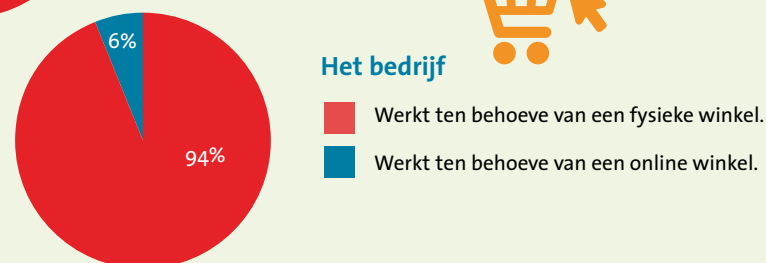 6%
94%
Het bedrijf
Werkt ten behoeve van een fysieke winkel.
Werkt ten behoeve van een online winkel.